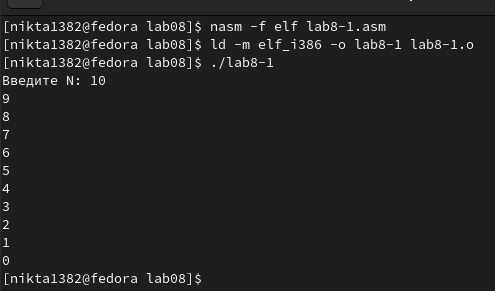 [nikta1382@fedora lab08]$ nasm -f elf lab8-1.asm
[nikta1382@fedora lab08]$ ld -m elf_i386 -o lab8-1 lab8-1.o
[nikta1382@fedora lab08]$ ./lab8-1
Введите N: 10
9
8
7
6
5
4
3
2
1
0
[nikta1382@fedora lab08]$